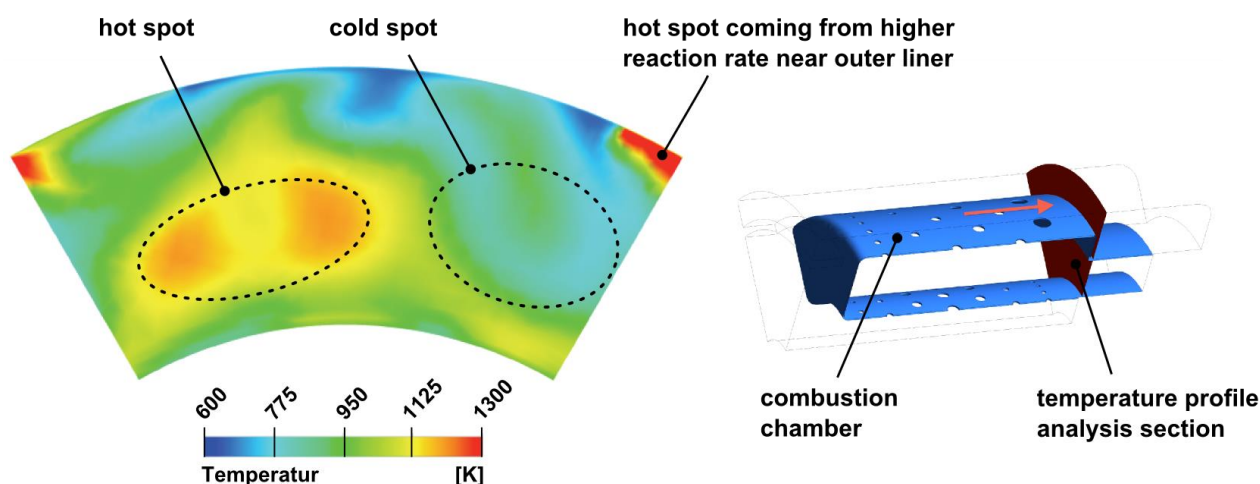 hot spot
cold spot
hot spot coming from higher
reaction rate near outer liner
600
775
950
1125
1300
Temperatur
[K]
combustion
chamber
temperature profile
analysis section